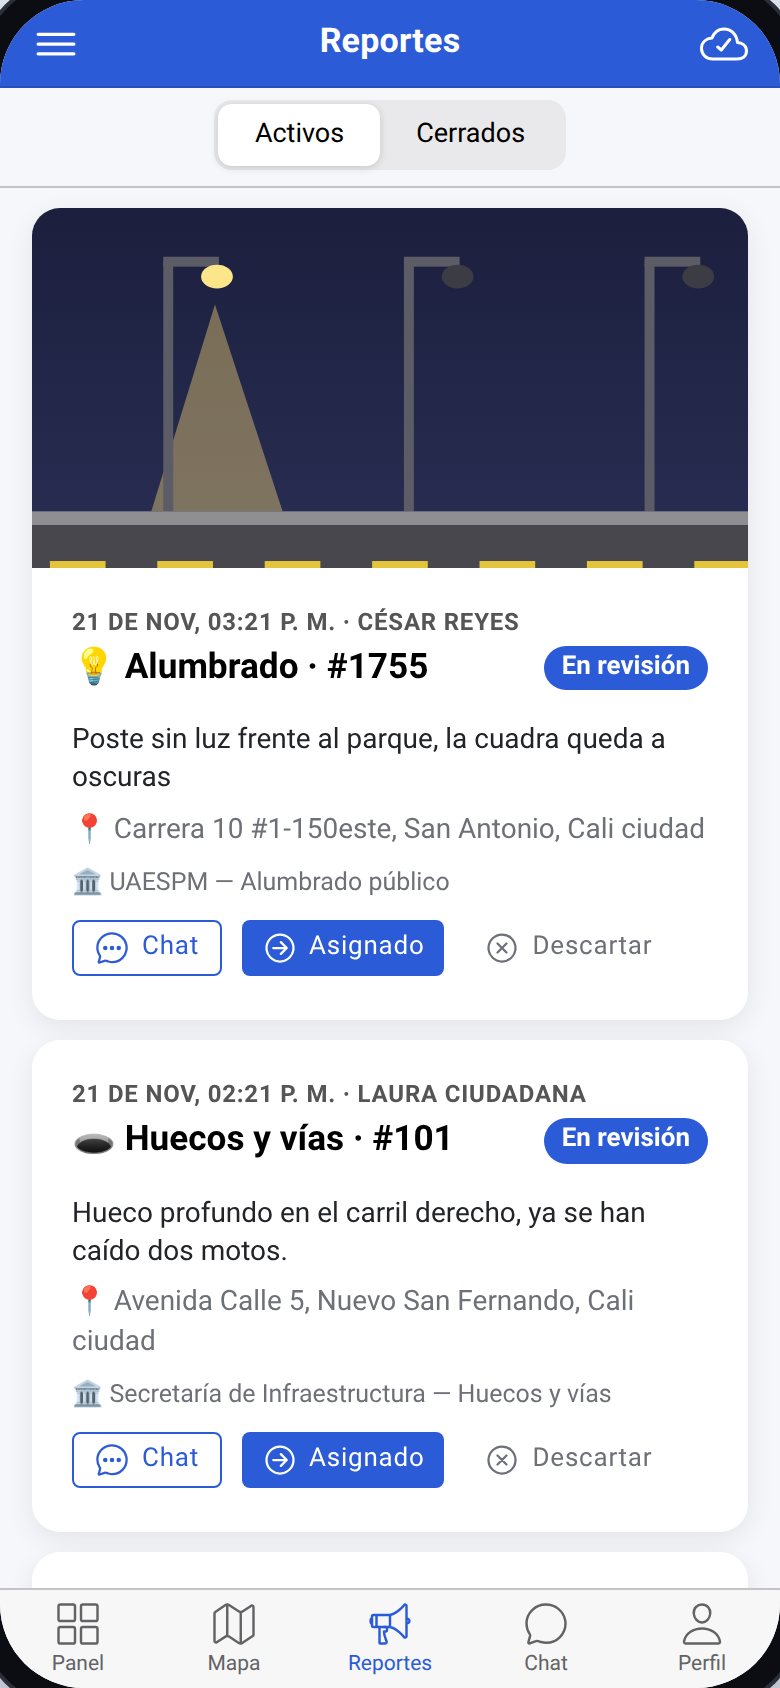 Reportes
Activos Cerrados
21 DE NOV, 03:21 P. M. · CÉSAR REYES
💡 Alumbrado · #1755 En revisión
Poste sin luz frente al parque, la cuadra queda a
oscuras
📍 Carrera 10 #1-150este, San Antonio, Cali ciudad
🏛️ UAESPM — Alumbrado público
Chat Asignado Descartar
21 DE NOV, 02:21 P. M. · LAURA CIUDADANA
🕳️ Huecos y vías · #101 En revisión
Hueco profundo en el carril derecho, ya se han
caído dos motos.
📍 Avenida Calle 5, Nuevo San Fernando, Cali
ciudad
🏛️ Secretaría de Infraestructura — Huecos y vías
Chat Asignado Descartar
Panel Mapa Reportes Chat Perfil